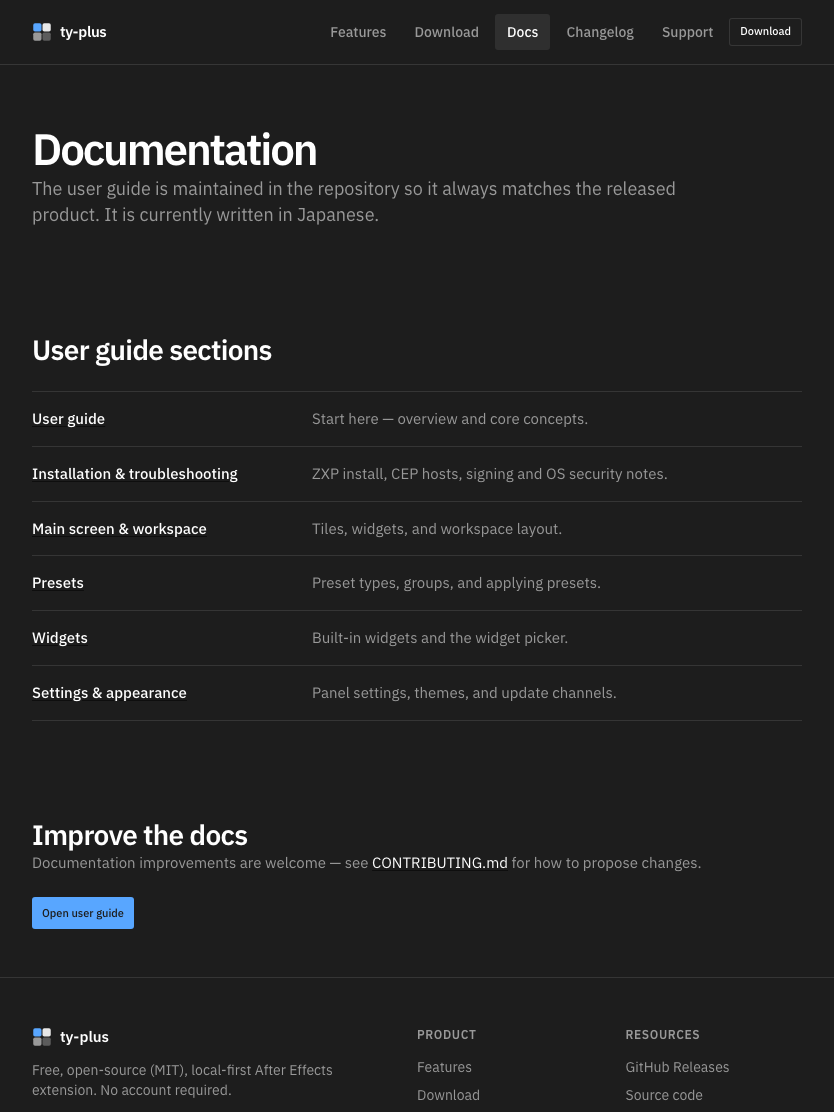 ty-plus
Features
Download
Docs
Changelog
Support
Download
Documentation
The user guide is maintained in the repository so it always matches the released
product. It is currently written in Japanese.
User guide sections
User guide
Start here — overview and core concepts.
Installation & troubleshooting
ZXP install, CEP hosts, signing and OS security notes.
Main screen & workspace
Tiles, widgets, and workspace layout.
Presets
Preset types, groups, and applying presets.
Widgets
Built-in widgets and the widget picker.
Settings & appearance
Panel settings, themes, and update channels.
Improve the docs
Documentation improvements are welcome — see CONTRIBUTING.md for how to propose changes.
Open user guide
ty-plus
Free, open-source (MIT), local-first After Effects
extension. No account required.
PRODUCT
Features
Download
RESOURCES
GitHub Releases
Source code